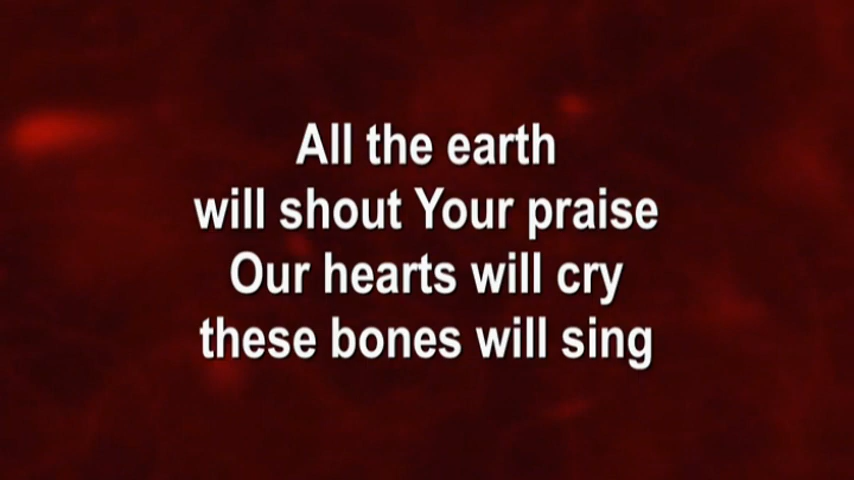 All the earth
will shout Your praise
Our hearts will cry
these bones will sing